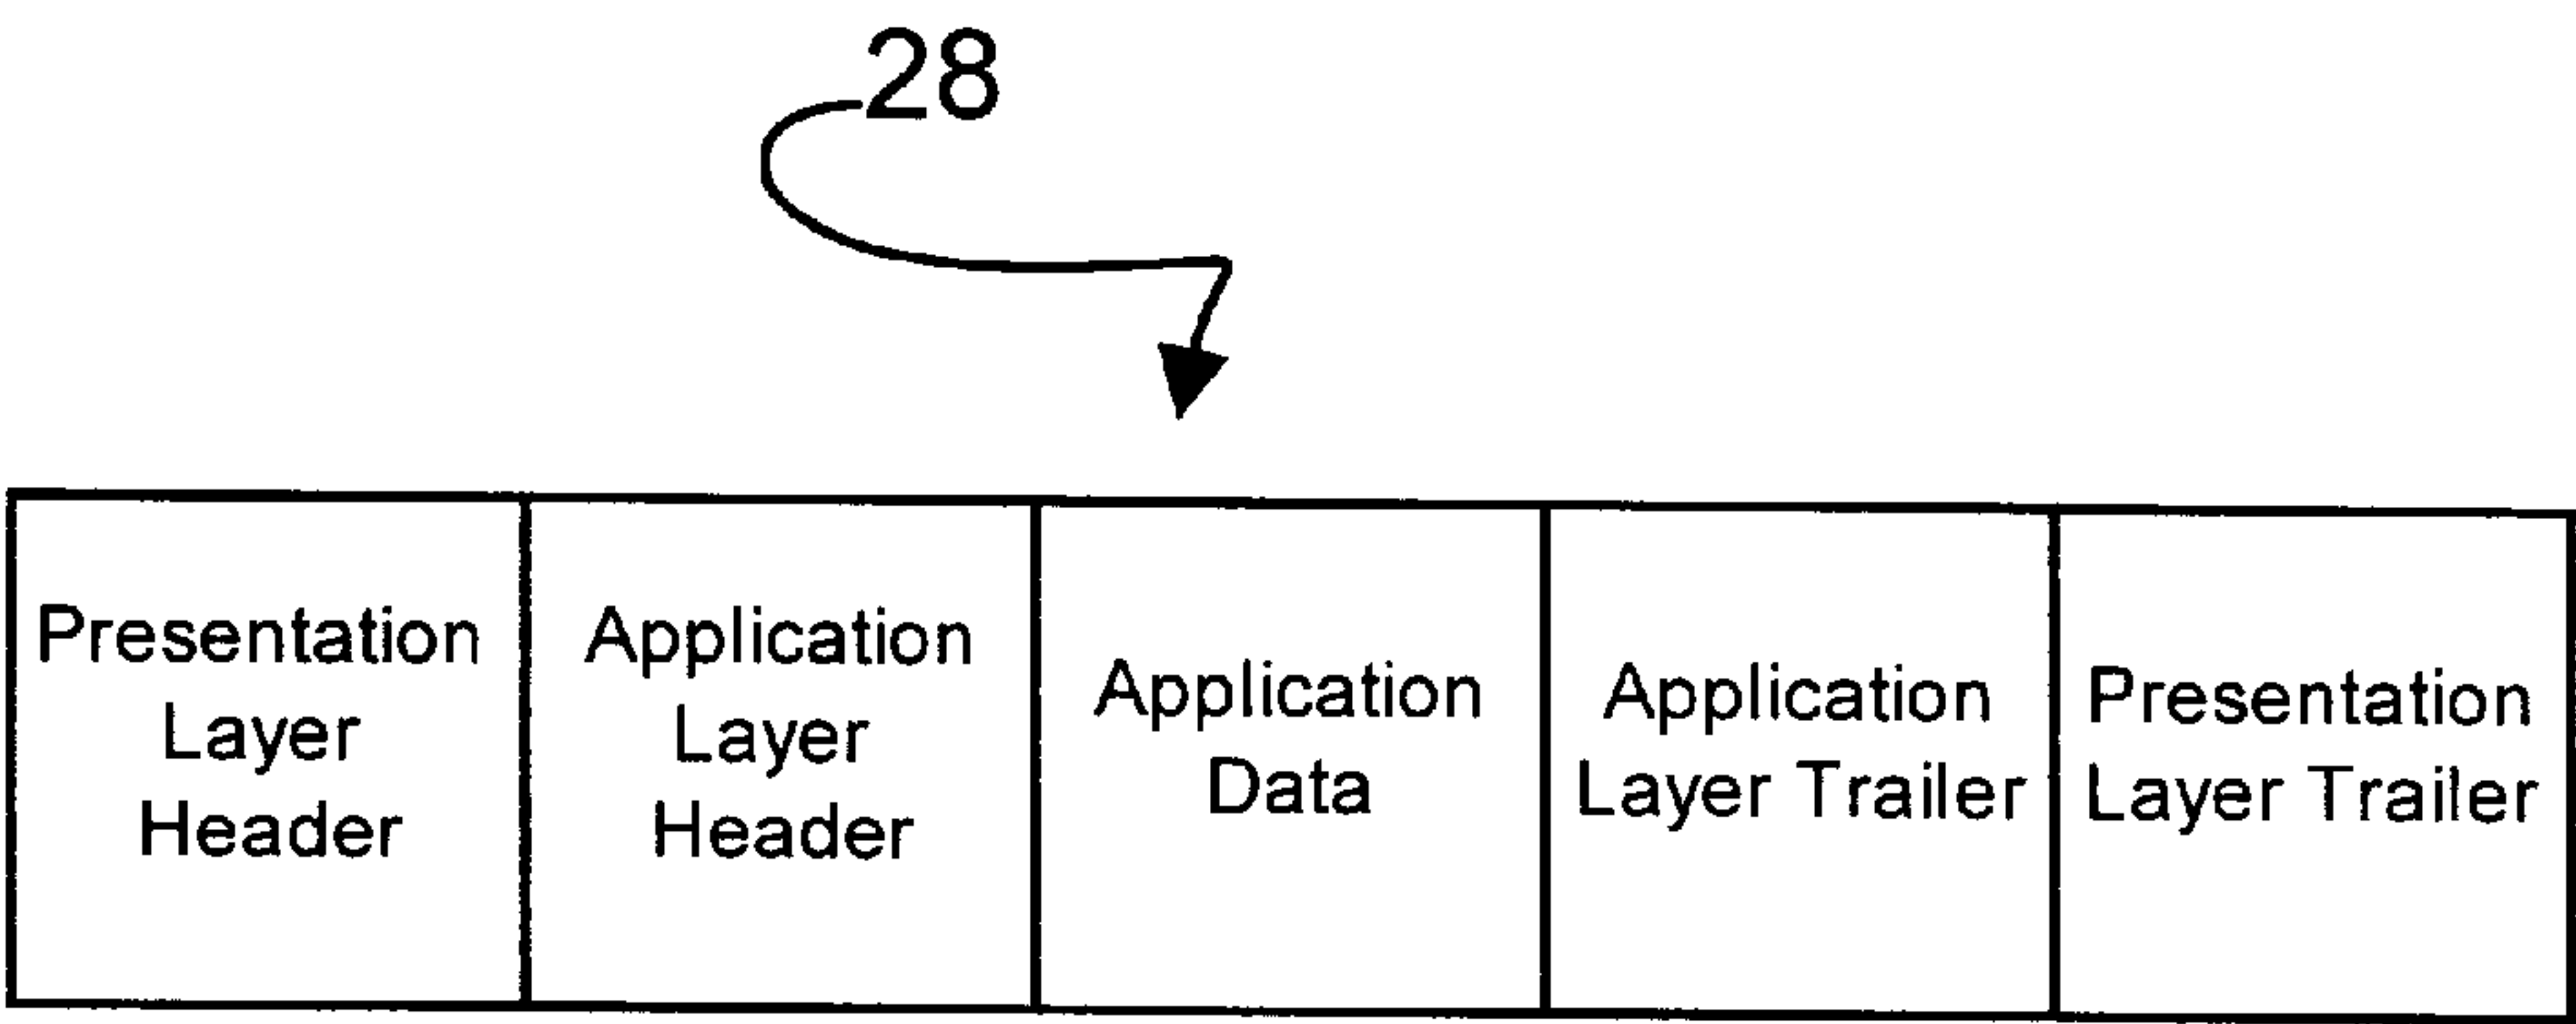 28
Presentation
Layer
Header
Application
Layer
Header
Application
Data
Application
Layer Trailer
Presentation
Layer Trailer